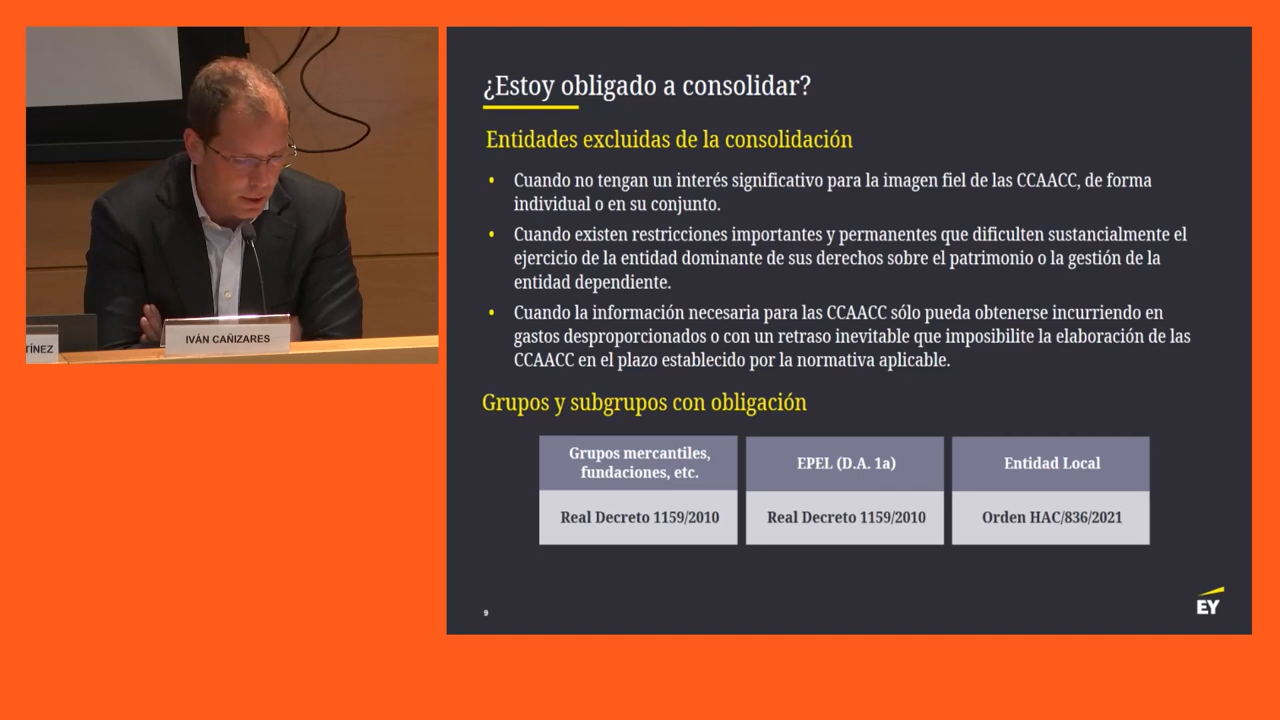 TÍNEZ
IVÁN CAÑIZARES
¿Estoy obligado a consolidar?
Entidades excluidas de la consolidación
• Cuando no tengan un interés significativo para la imagen fiel de las CCAACC, de forma
individual o en su conjunto.
• Cuando existen restricciones importantes y permanentes que dificulten sustancialmente el
ejercicio de la entidad dominante de sus derechos sobre el patrimonio o la gestión de la
entidad dependiente.
• Cuando la información necesaria para las CCAACC sólo pueda obtenerse incurriendo en
gastos desproporcionados o con un retraso inevitable que imposibilite la elaboración de las
CCAACC en el plazo establecido por la normativa aplicable.
Grupos y subgrupos con obligación
Grupos mercantiles,
fundaciones, etc.
Real Decreto 1159/2010
EPEL (D.A. 1a)
Real Decreto 1159/2010
Entidad Local
Orden HAC/836/2021
9
EY